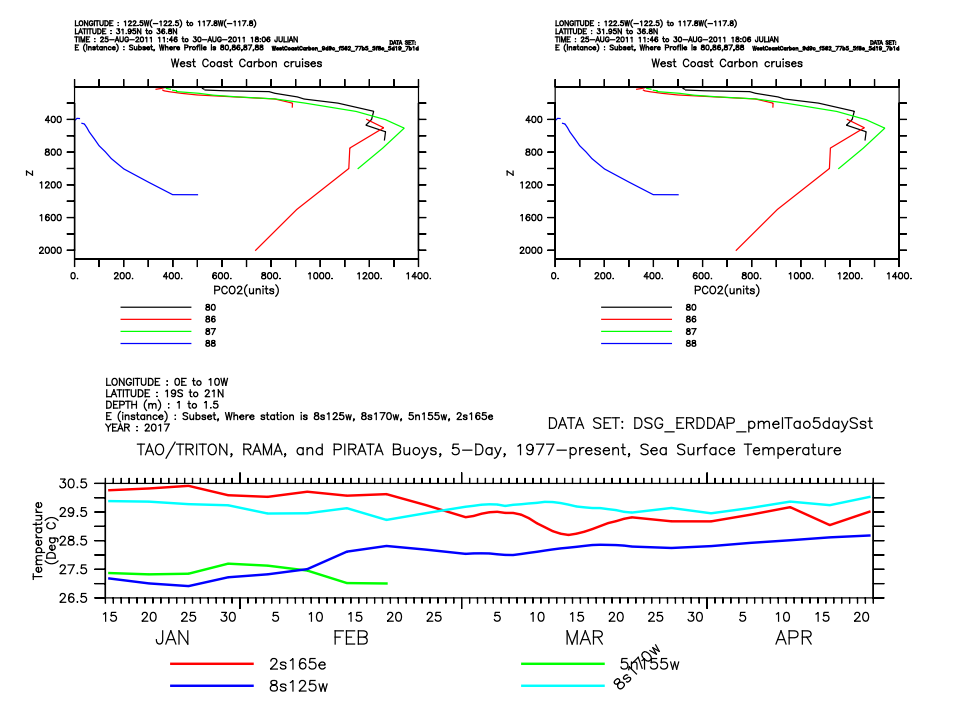 LONGITUDE : 122.5W(-122.5) to 117.8W(-117.8)
LATITUDE : 31.95N to 36.8N
TIME : 25-AUG-2011 11:46 to 30-AUG-2011 18:06 JULIAN
DATA SET:
E (instance) : Subset, Where Profile is 80,86,87,88
West Coast Carbon cruises
400
800
1200
1600
2000
Z
0. 200. 400. 600. 800. 1000. 1200. 1400.
PCO2(units)
80
86
87
88
LONGITUDE : 122.5W(-122.5) to 117.8W(-117.8)
LATITUDE : 31.95N to 36.8N
TIME : 25-AUG-2011 11:46 to 30-AUG-2011 18:06 JULIAN
DATA SET:
E (instance) : Subset, Where Profile is 80,86,87,88
West Coast Carbon cruises
400
800
1200
1600
2000
Z
0. 200. 400. 600. 800. 1000. 1200. 1400.
PCO2(units)
80
86
87
88
LONGITUDE : 0E to 10W
LATITUDE : 19S to 21N
DEPTH (m) : 1 to 1.5
E (instance) : Subset, Where station is 8s125w, 8s170w, 5n155w, 2s165e
YEAR : 2017
DATA SET: DSG_ERDDAP_pmelTao5daySst
TAO/TRITON, RAMA, and PIRATA Buoys, 5-Day, 1977-present, Sea Surface Temperature
30.5
29.5
28.5
27.5
26.5
Temperature
(Deg C)
15 20 25 30 5 10 15 20 25 5 10 15 20 25 30 5 10 15 20
JAN FEB MAR APR
2s165e 5n155w
8s125w 8s170w